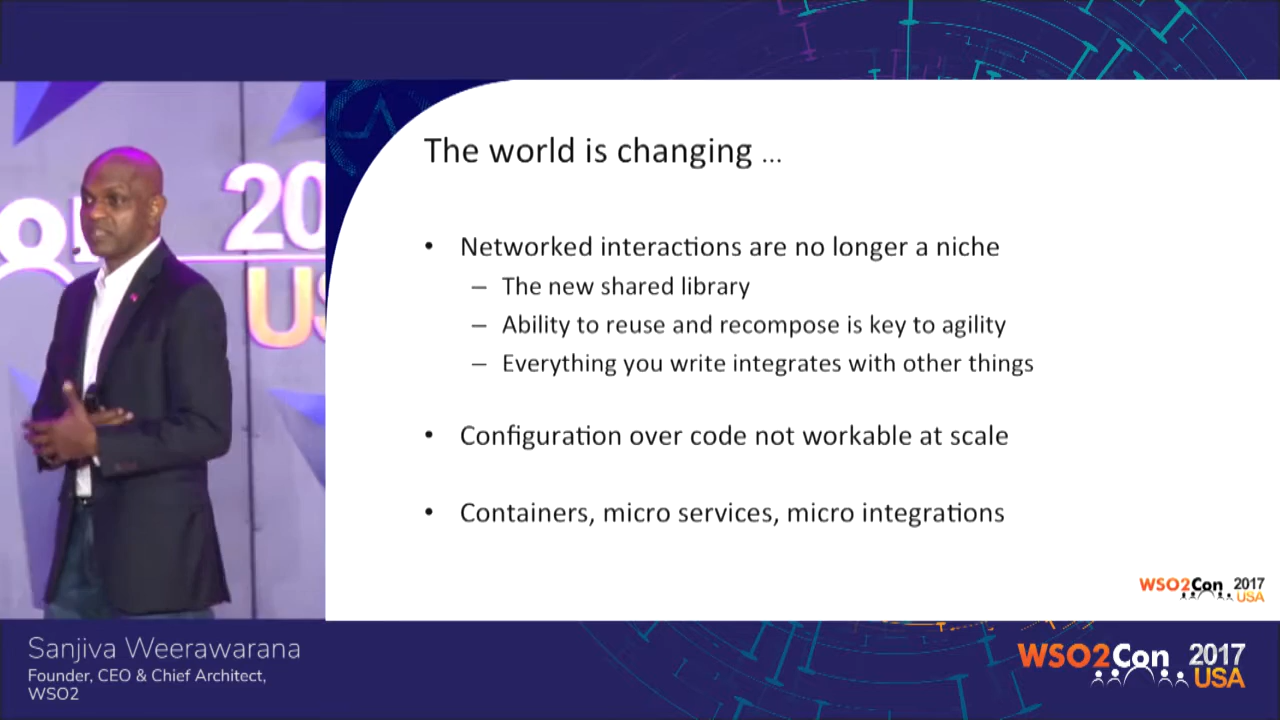 20
US
The world is changing ...
• Networked interactions are no longer a niche
– The new shared library
– Ability to reuse and recompose is key to agility
– Everything you write integrates with other things
• Configuration over code not workable at scale
• Containers, micro services, micro integrations
WSO2Con 2017
USA
Sanjiva Weerawarana
Founder, CEO & Chief Architect,
WSO2
WSO2Con 2017
USA